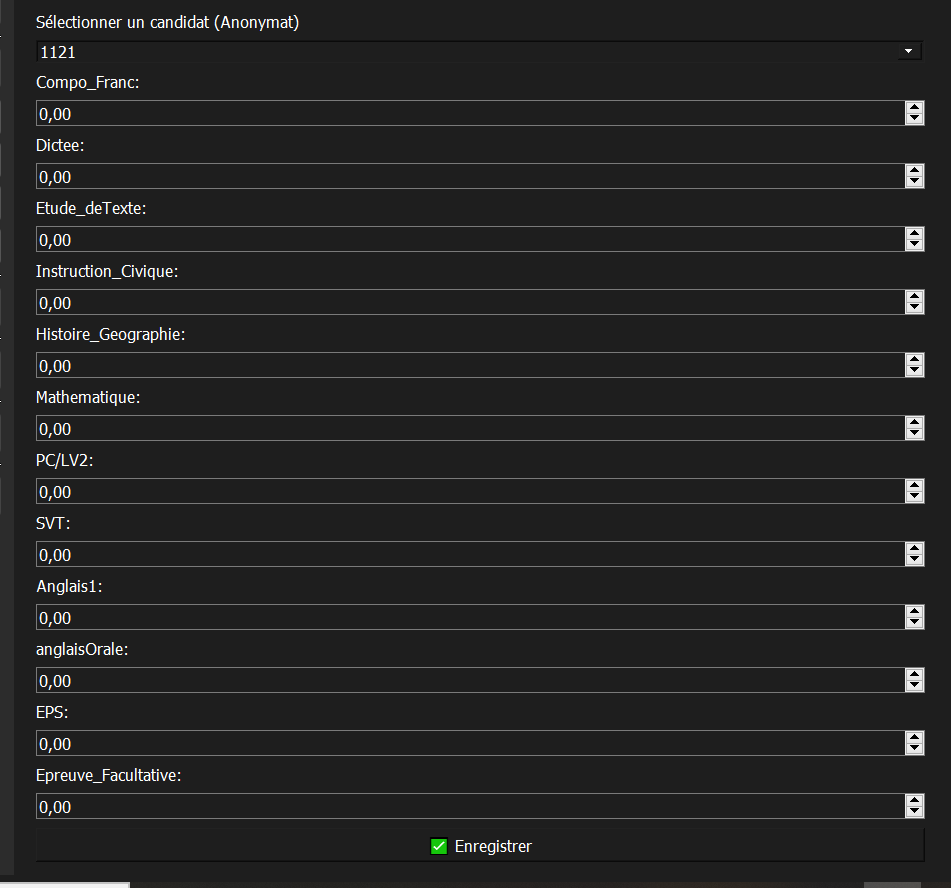 Sélectionner un candidat (Anonymat)
1121
Compo_Franc:
0,00
Dictee:
0,00
Etude_deTexte:
0,00
Instruction_Civique:
0,00
Histoire_Geographie:
0,00
Mathematique:
0,00
PC/LV2:
0,00
SVT:
0,00
Anglais1:
0,00
anglaisOrale:
0,00
EPS:
0,00
Epreuve_Facultative:
0,00
Enregistrer